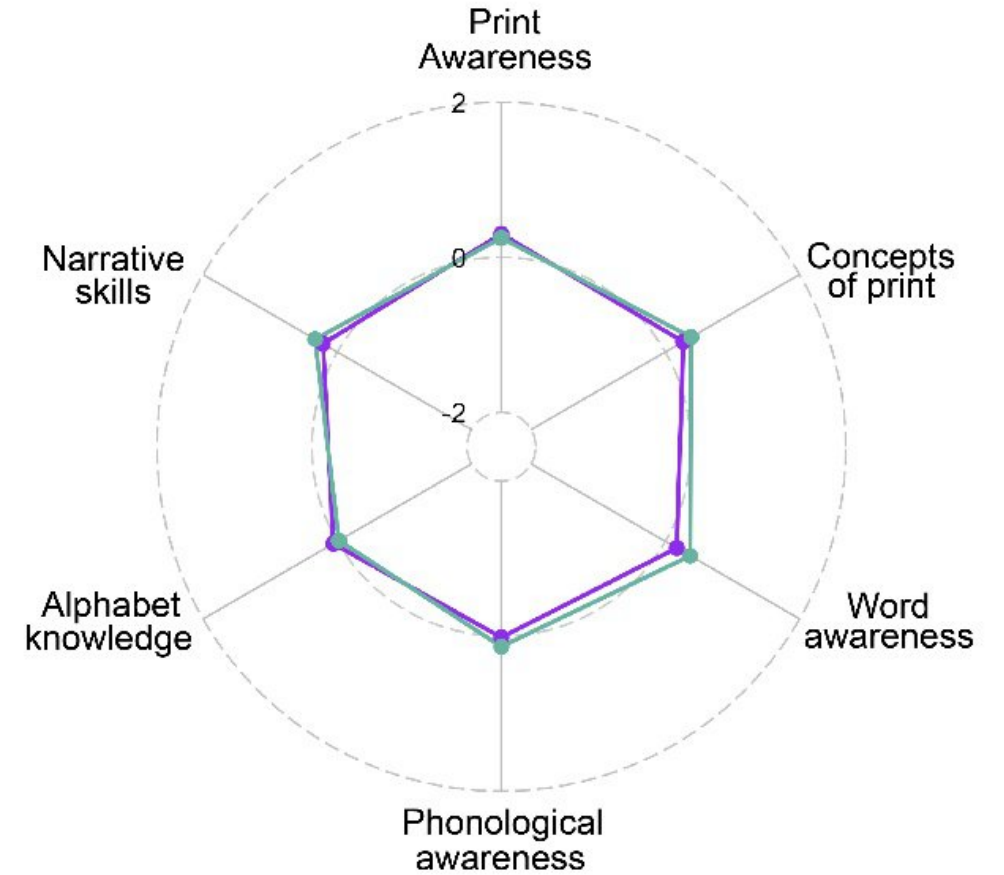 Print
Awareness
2
Narrative
skills
Concepts
of print
0
-2
Alphabet
knowledge
Word
awareness
Phonological
awareness